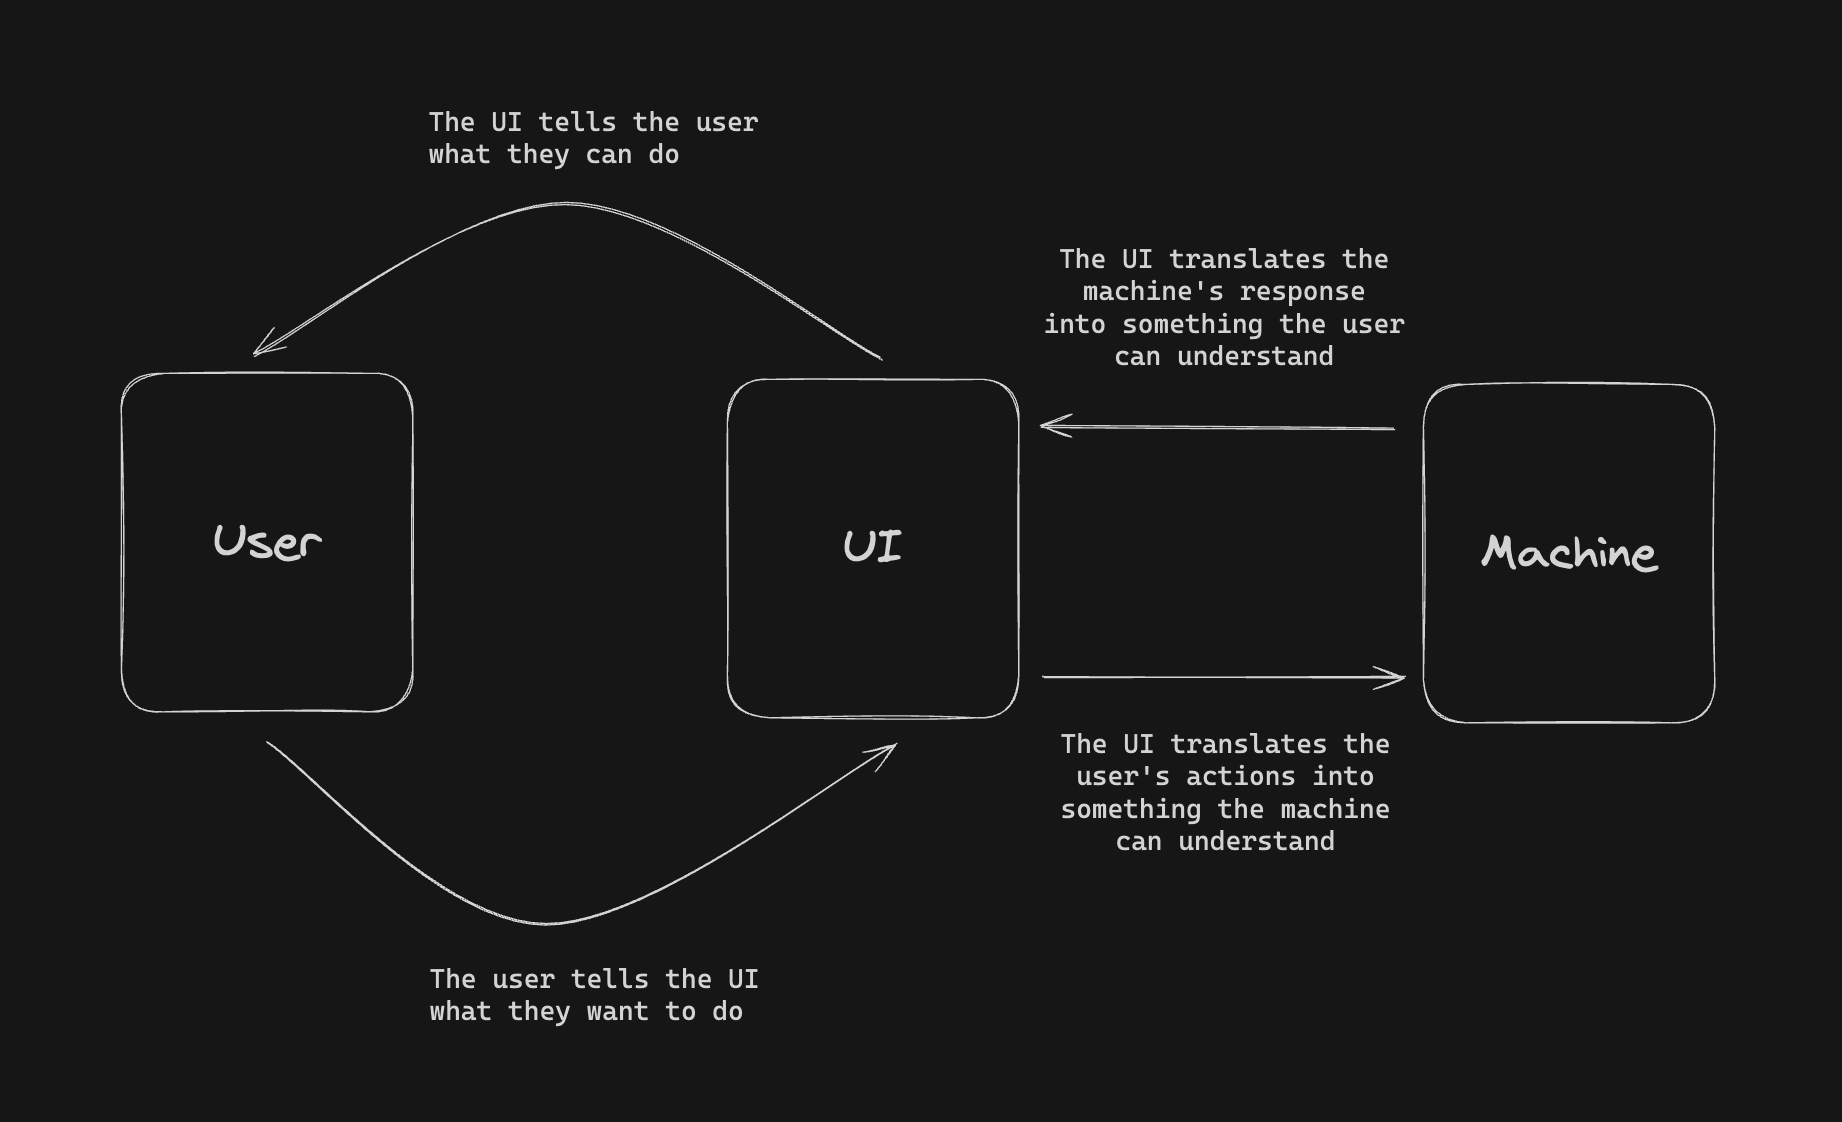 The UI tells the user
what they can do
The UI translates the
machine's response
into something the user
can understand
User
UI
Machine
The UI translates the
user's actions into
something the machine
can understand
The user tells the UI
what they want to do